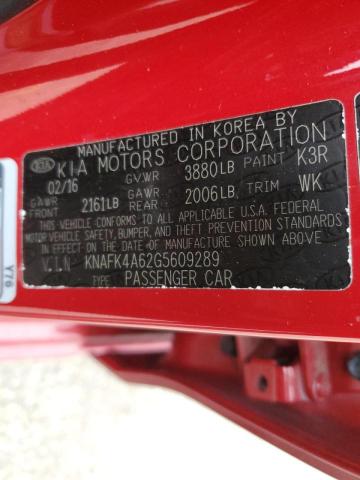 MANUFACTURED IN KOREA BY
KIA KIA MOTORS CORPORATION
02/16 GVWR 3880LB PAINT K3R
GAWR FRONT 2161LB GAWR REAR 2006LB, TRIM WK
THIS VEHICLE CONFORMS TO ALL APPLICABLE U.S.A. FEDERAL
MOTOR VEHICLE SAFETY, BUMPER, AND THEFT PREVENTION STANDARDS
IN EFFECT ON THE DATE OF MANUFACTURE SHOWN ABOVE.
V.I.N KNAFK4A62G5609289
TYPE : PASSENGER CAR
Y76